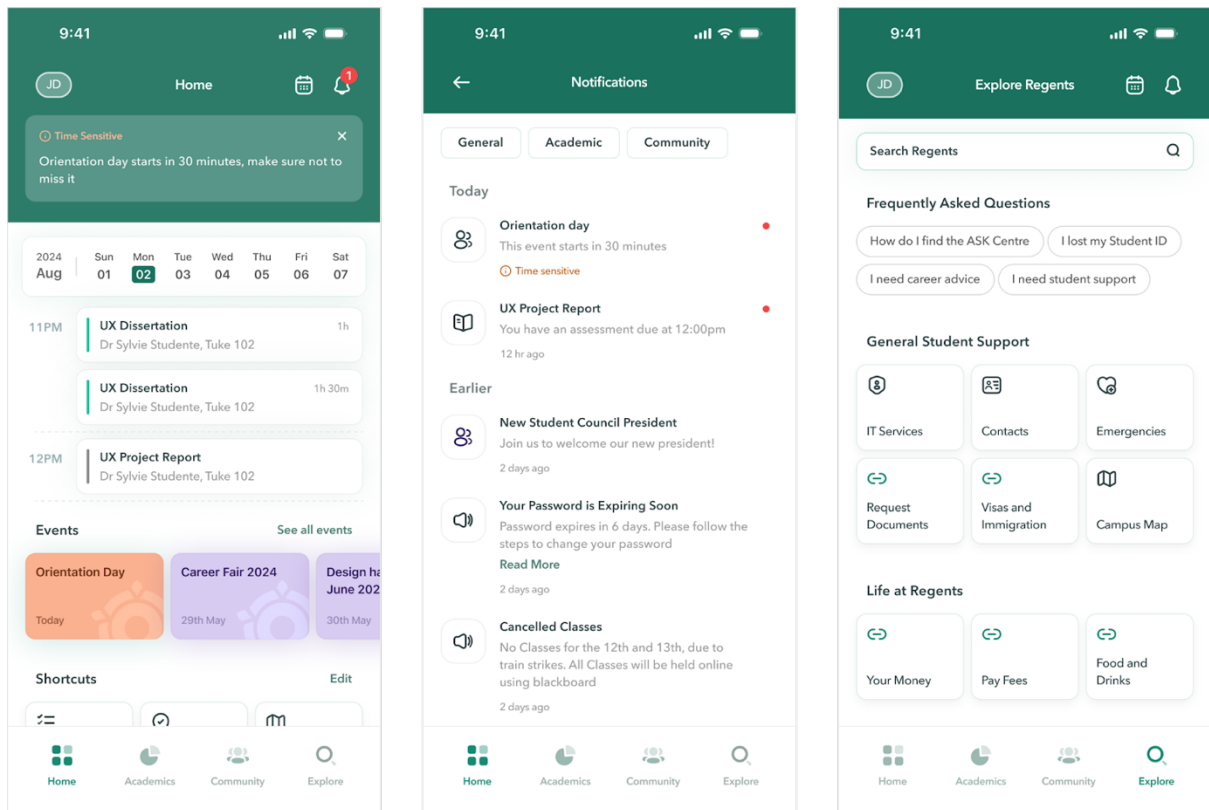 9:41
JD
Home
1
Time Sensitive
Orientation day starts in 30 minutes, make sure not to
miss it
2024
Aug
Sun Mon Tue Wed Thu Fri Sat
01 02 03 04 05 06 07
11PM
UX Dissertation 1h
Dr Sylvie Studente, Tuke 102
UX Dissertation 1h 30m
Dr Sylvie Studente, Tuke 102
12PM
UX Project Report
Dr Sylvie Studente, Tuke 102
Events See all events
Orientation Day
Today
Career Fair 2024
29th May
Design ha
June 202
30th May
Shortcuts Edit
Home Academics Community Explore
9:41
Notifications
General Academic Community
Today
Orientation day
This event starts in 30 minutes
Time sensitive
UX Project Report
You have an assessment due at 12:00pm
12 hr ago
Earlier
New Student Council President
Join us to welcome our new president!
2 days ago
Your Password is Expiring Soon
Password expires in 6 days. Please follow the
steps to change your password
Read More
2 days ago
Cancelled Classes
No Classes for the 12th and 13th, due to
train strikes. All Classes will be held online
using blackboard
2 days ago
Home Academics Community Explore
9:41
JD
Explore Regents
Search Regents
Frequently Asked Questions
How do I find the ASK Centre I lost my Student ID
I need career advice I need student support
General Student Support
IT Services Contacts Emergencies
Request
Documents
Visas and
Immigration
Campus Map
Life at Regents
Your Money Pay Fees
Food and
Drinks
Home Academics Community Explore